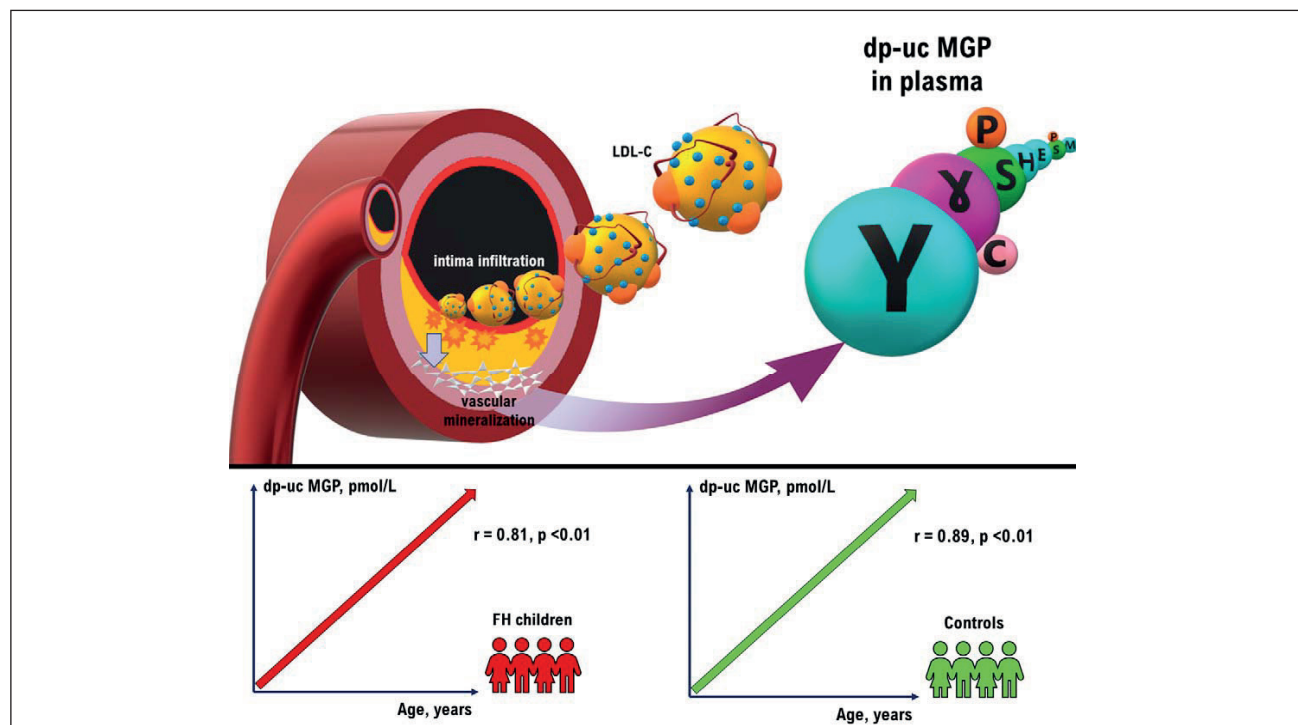 dp-uc MGP
in plasma
LDL-C
P
S
H
E
P
S
M
Ɣ
C
Y
intima infiltration
vascular
mineralization
dp-uc MGP, pmol/L
r = 0.81, p <0.01
FH children
Age, years
dp-uc MGP, pmol/L
r = 0.89, p <0.01
Controls
Age, years